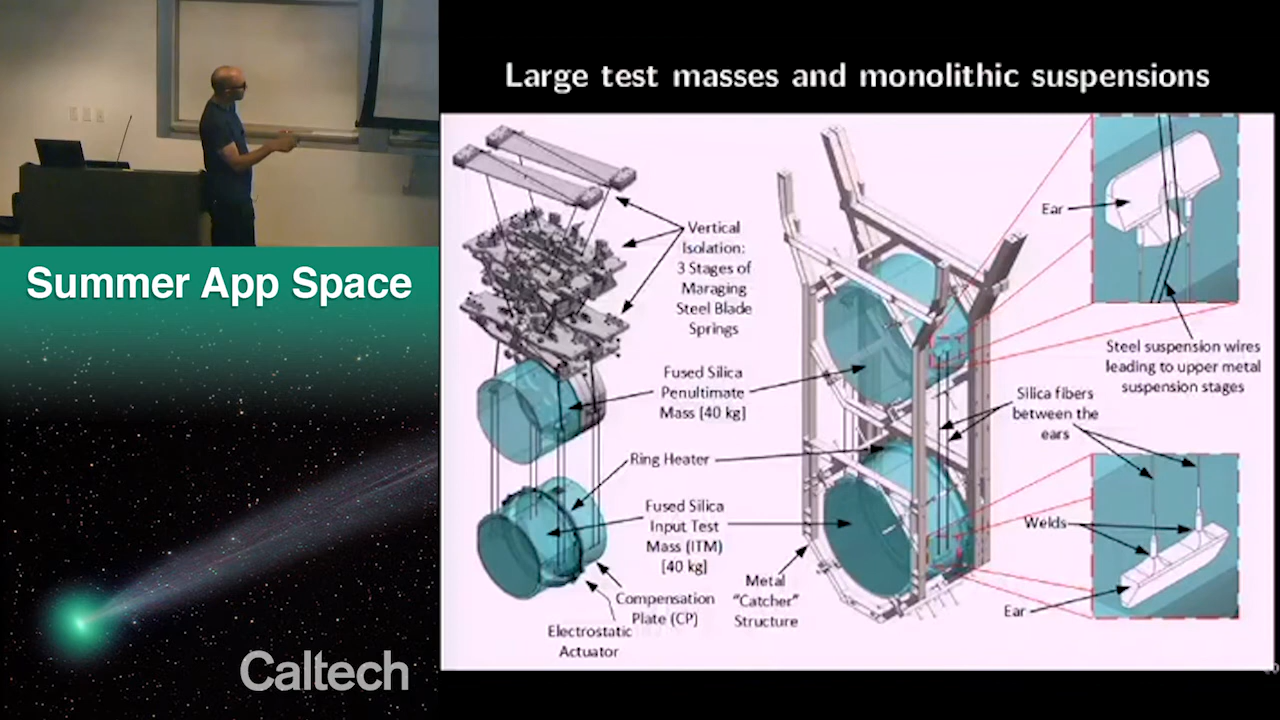 Large test masses and monolithic suspensions
Summer App Space
Caltech
Vertical
Isolation:
3 Stages of
Maraging
Steel Blade
Springs
Fused Silica
Penultimate
Mass [40 kg]
Ring Heater
Fused Silica
Input Test
Mass (ITM)
[40 kg]
Compensation
Plate (CP)
Electrostatic
Actuator
Metal
"Catcher"
Structure
Ear
Steel suspension wires
leading to upper metal
suspension stages
Silica fibers
between the
ears
Welds
Ear